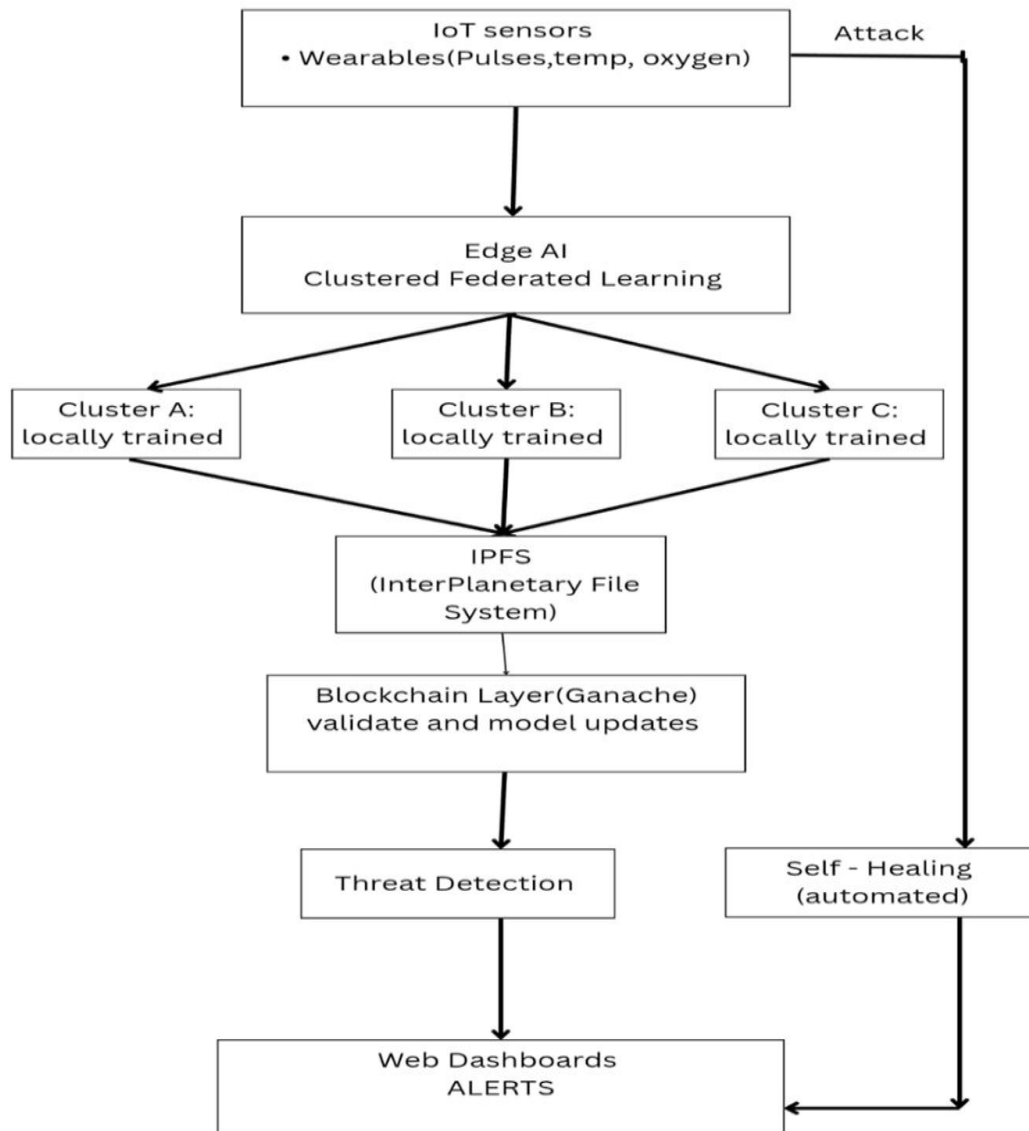 IoT sensors
• Wearables(Pulses,temp, oxygen)
Attack
Edge AI
Clustered Federated Learning
Cluster A:
locally trained
Cluster B:
locally trained
Cluster C:
locally trained
IPFS
(InterPlanetary File
System)
Blockchain Layer(Ganache)
validate and model updates
Threat Detection
Self - Healing
(automated)
Web Dashboards
ALERTS